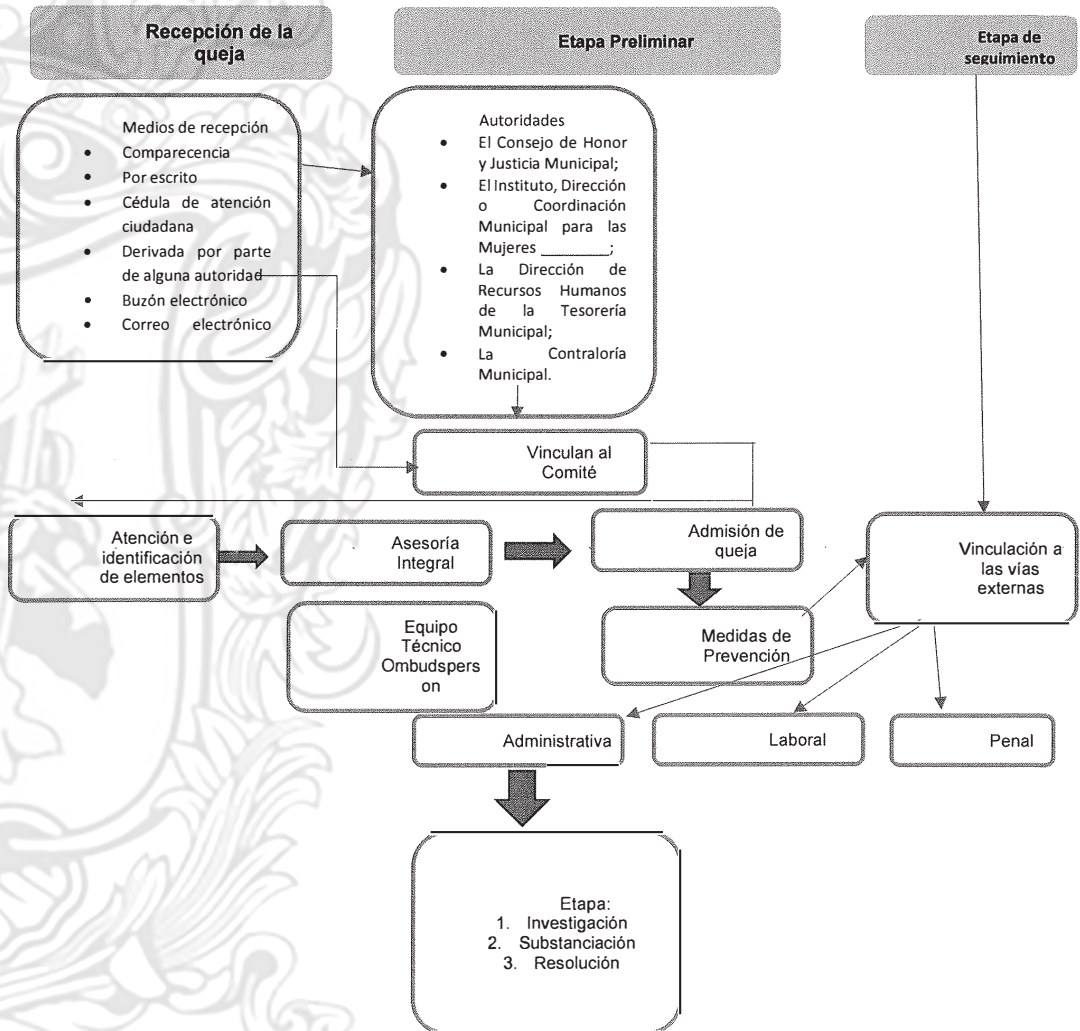 Recepción de la
queja
Etapa Preliminar
Etapa de
seguimiento
Medios de recepción
• Comparecencia
• Por escrito
• Cédula de atención
ciudadana
• Derivada por parte
de alguna autoridad
• Buzón electrónico
• Correo electrónico
Autoridades
• El Consejo de Honor
y Justicia Municipal;
• El Instituto, Dirección
o Coordinación
Municipal para las
Mujeres ________;
• La Dirección de
Recursos Humanos
de la Tesorería
Municipal;
• La Contraloría
Municipal.
Vinculan al
Comité
Atención e
identificación
de elementos
Asesoría
Integral
Admisión de
queja
Vinculación a
las vías
externas
Equipo
Técnico
Ombudspers
on
Medidas de
Prevención
Administrativa
Laboral
Penal
Etapa:
1. Investigación
2. Substanciación
3. Resolución